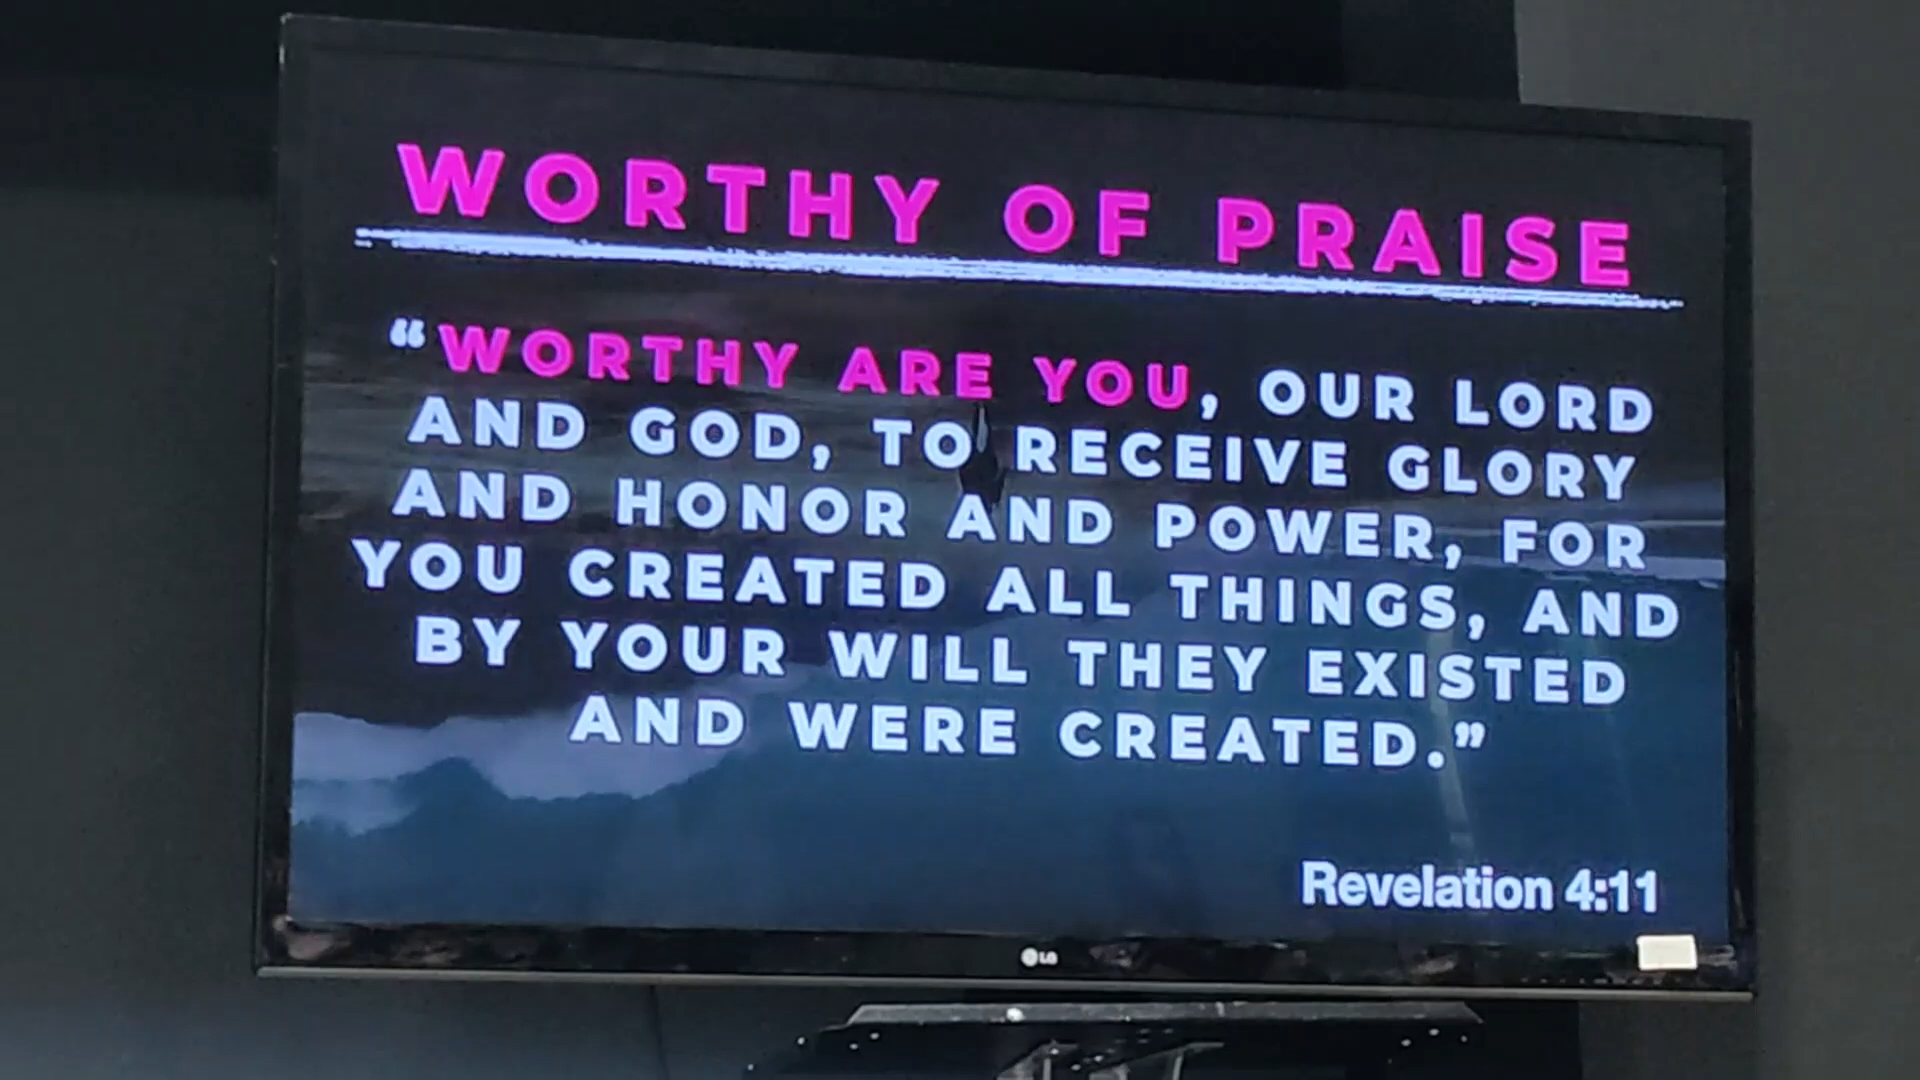 WORTHY OF PRAISE
“WORTHY ARE YOU, OUR LORD
AND GOD, TO RECEIVE GLORY
AND HONOR AND POWER, FOR
YOU CREATED ALL THINGS, AND
BY YOUR WILL THEY EXISTED
AND WERE CREATED.”
Revelation 4:11
LG